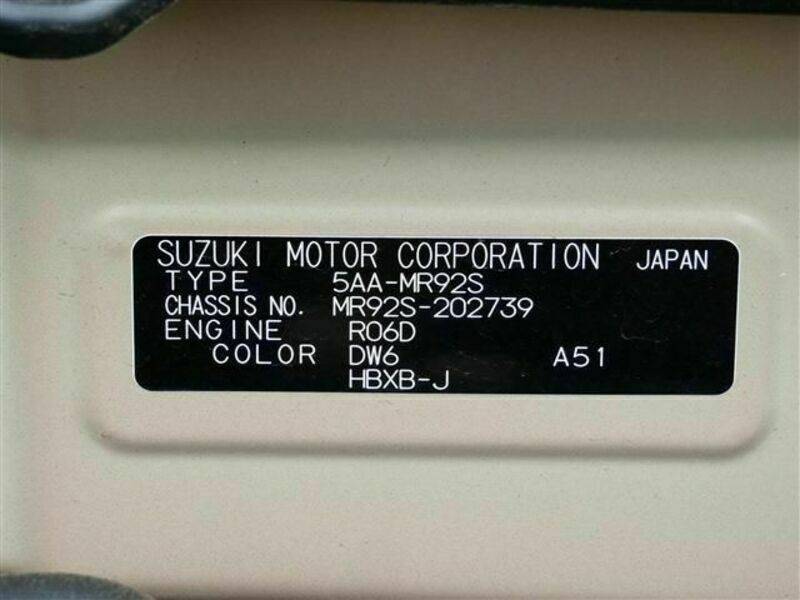 SUZUKI MOTOR CORPORATION JAPAN
TYPE 5AA-MR92S
CHASSIS NO. MR92S-202739
ENGINE R06D
COLOR DW6 A51
HBXB-J